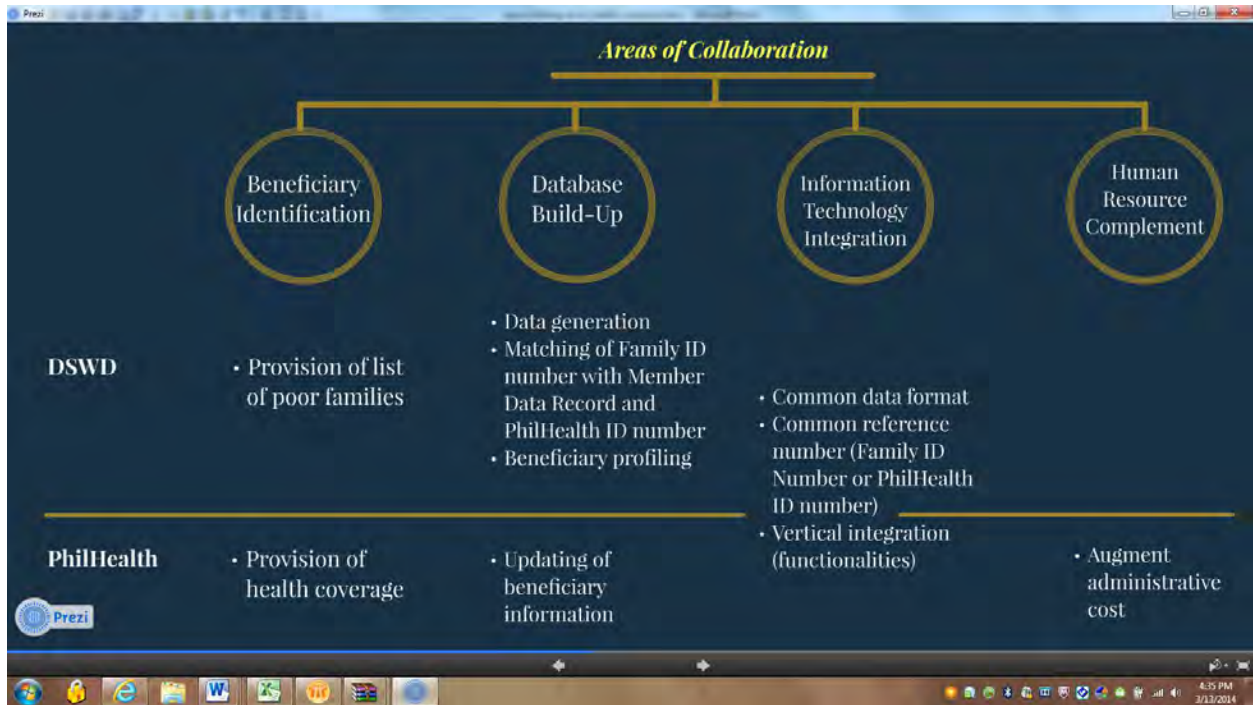 Prezi
Areas of Collaboration
Beneficiary
Identification
Database
Build-Up
Information
Technology
Integration
Human
Resource
Complement
DSWD
• Provision of list
of poor families
• Data generation
• Matching of Family ID
number with Member
Data Record and
PhilHealth ID number
• Beneficiary profiling
• Common data format
• Common reference
number (Family ID
Number or PhilHealth
ID number)
• Vertical integration
(functionalities)
PhilHealth
• Provision of
health coverage
• Updating of
beneficiary
information
• Augment
administrative
cost
Prezi
4:35 PM
3/13/2014